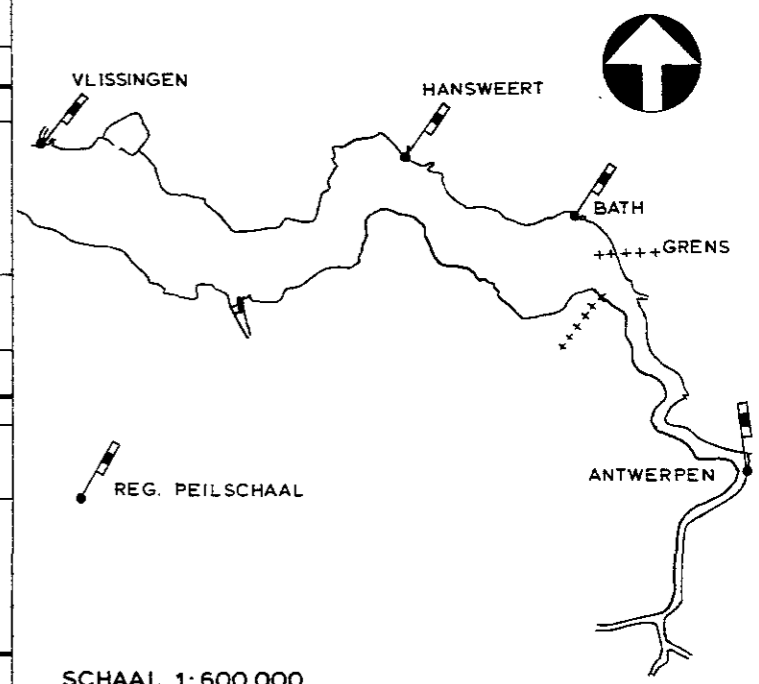 VLISSINGEN
HANSWEERT
BATH
GRENS
ANTWERPEN
REG. PEILSCHAAL
SCHAAL 1:600.000